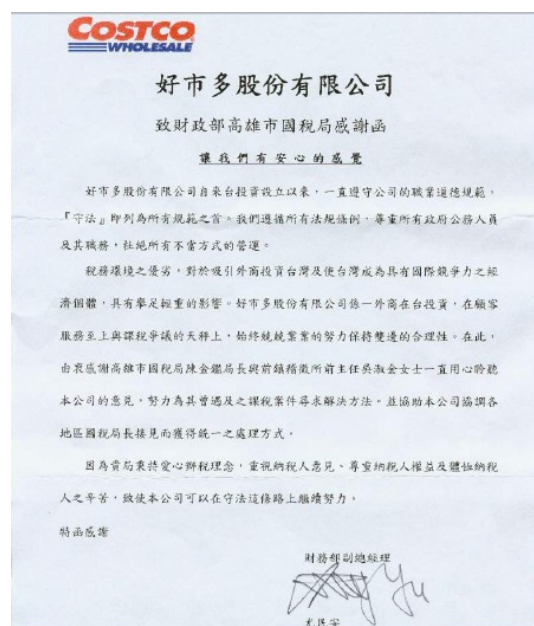 COSTCO
WHOLESALE
好市多股份有限公司
致財政部高雄市國稅局感謝函
讓我們有安心的感覺
好市多股份有限公司自來台投資設立以來，一直遵守公司的職業道德規範，
『守法』即列為所有規範之首。我們遵循所有法規條例，尊重所有政府公務人員
及其職務，杜絕所有不當方式的營運。
稅務環境之優劣，對於吸引外商投資台灣及使台灣成為具有國際競爭力之經
濟個體，具有舉足輕重的影響。好市多股份有限公司係一外商在台投資，在顧客
服務至上與課稅爭議的天秤上，始終兢兢業業的努力保持雙邊的合理性。在此，
由衷感謝高雄市國稅局陳金鑑局長與前鎮稽徵所前主任吳淑金女士一直用心聆聽
本公司的意見，努力為其曾遇及之課稅案件尋求解決方法。並協助本公司協調各
地區國稅局長接見而獲得統一之處理方式。
因為貴局秉持愛心辦稅理念，重視納稅人意見、尊重納稅人權益及體恤納稅
人之辛苦，致使本公司可以在守法這條路上繼續努力。
特函感謝
財務部副總經理